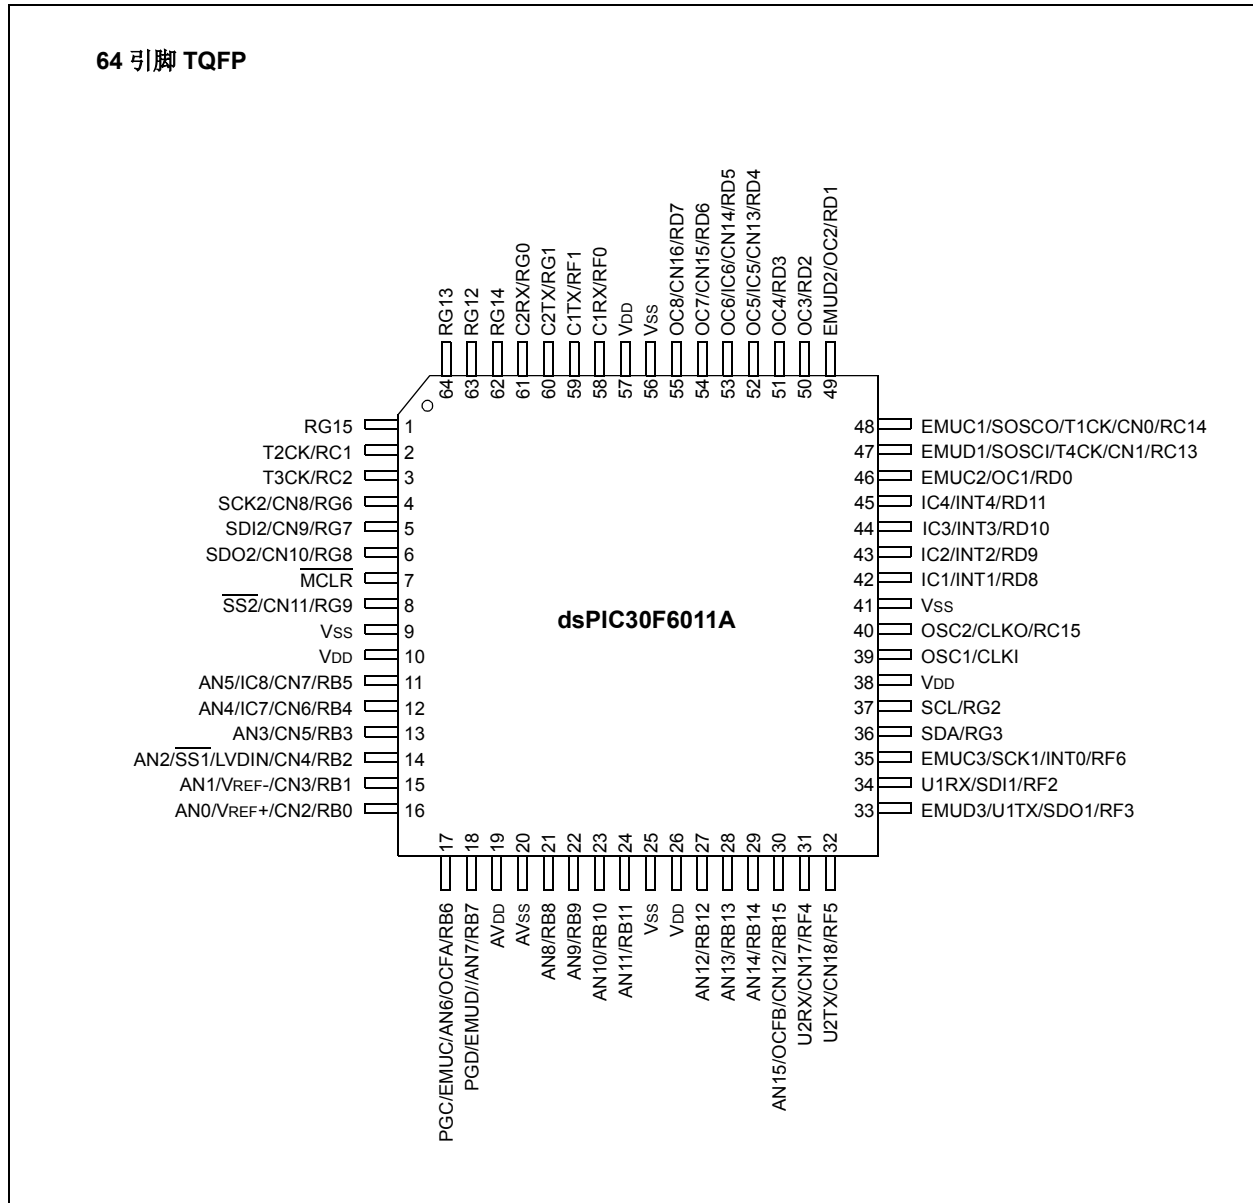 64 引脚 TQFP
RG13
RG12
RG14
C2RX/RG0
C2TX/RG1
C1TX/RF1
C1RX/RF0
VDD
VSS
OC8/CN16/RD7
OC7/CN15/RD6
OC6/IC6/CN14/RD5
OC5/IC5/CN13/RD4
OC4/RD3
OC3/RD2
EMUD2/OC2/RD1
64 63 62 61 60 59 58 57 56 55 54 53 52 51 50 49
RG15 1
T2CK/RC1 2
T3CK/RC2 3
SCK2/CN8/RG6 4
SDI2/CN9/RG7 5
SDO2/CN10/RG8 6
MCLR 7
SS2/CN11/RG9 8
VSS 9
VDD 10
AN5/IC8/CN7/RB5 11
AN4/IC7/CN6/RB4 12
AN3/CN5/RB3 13
AN2/SS1/LVDIN/CN4/RB2 14
AN1/VREF-/CN3/RB1 15
AN0/VREF+/CN2/RB0 16
dsPIC30F6011A
48 EMUC1/SOSCO/T1CK/CN0/RC14
47 EMUD1/SOSCI/T4CK/CN1/RC13
46 EMUC2/OC1/RD0
45 IC4/INT4/RD11
44 IC3/INT3/RD10
43 IC2/INT2/RD9
42 IC1/INT1/RD8
41 VSS
40 OSC2/CLKO/RC15
39 OSC1/CLKI
38 VDD
37 SCL/RG2
36 SDA/RG3
35 EMUC3/SCK1/INT0/RF6
34 U1RX/SDI1/RF2
33 EMUD3/U1TX/SDO1/RF3
17 18 19 20 21 22 23 24 25 26 27 28 29 30 31 32
PGC/EMUC/AN6/OCFA/RB6
PGD/EMUD//AN7/RB7
AVDD
AVSS
AN8/RB8
AN9/RB9
AN10/RB10
AN11/RB11
VSS
VDD
AN12/RB12
AN13/RB13
AN14/RB14
AN15/OCFB/CN12/RB15
U2RX/CN17/RF4
U2TX/CN18/RF5